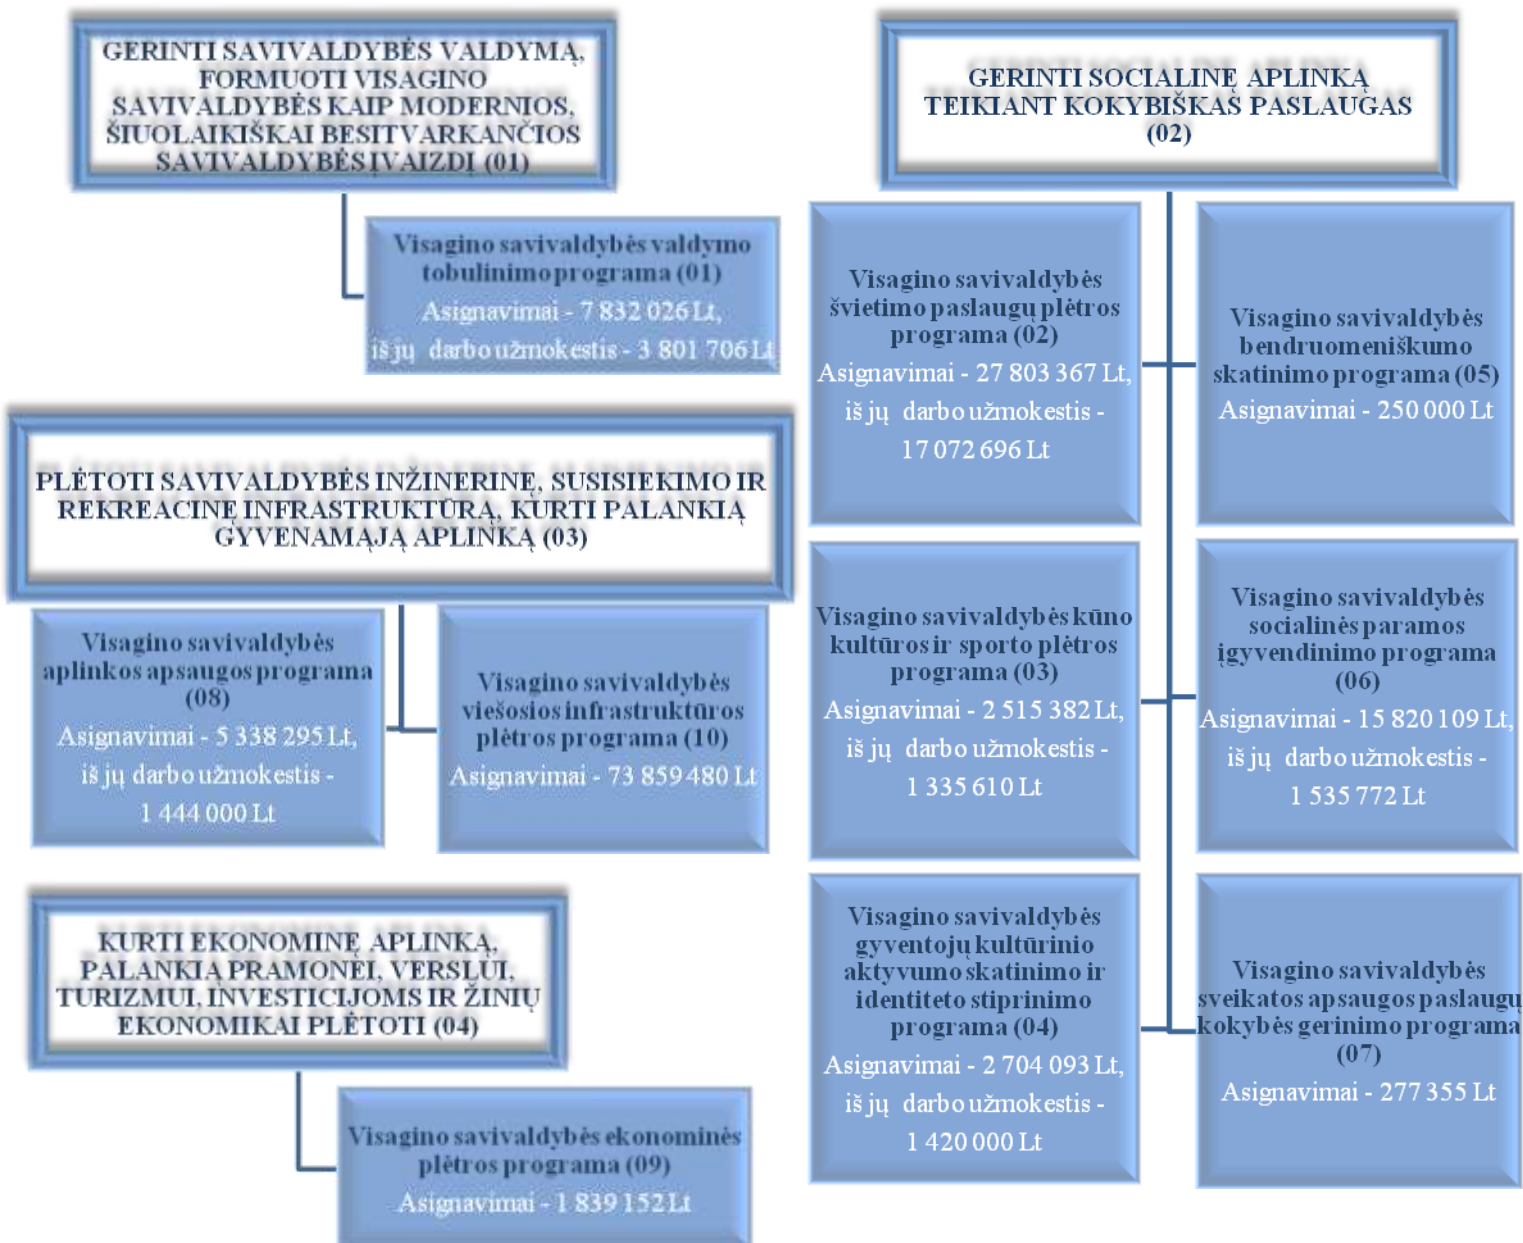 GERINTI SAVIVALDYBĖS VALDYMĄ,
FORMUOTI VISAGINO
SAVIVALDYBĖS KAIP MODERNIOS,
ŠIUOLAIKIŠKAI BESITVARKANČIOS
SAVIVALDYBĖS ĮVAIZDĮ (01)
Visagino savivaldybės valdymo
tobulinimo programa (01)
Asignavimai - 7 832 026 Lt,
iš jų darbo užmokestis - 3 801 706 Lt
PLĖTOTI SAVIVALDYBĖS INŽINERINĘ, SUSISIEKIMO IR
REKREACINĘ INFRASTRUKTŪRĄ, KURTI PALANKIĄ
GYVENAMĄJĄ APLINKĄ (03)
Visagino savivaldybės
aplinkos apsaugos programa
(08)
Asignavimai - 5 338 295 Lt,
iš jų darbo užmokestis -
1 444 000 Lt
Visagino savivaldybės
viešosios infrastruktūros
plėtros programa (10)
Asignavimai - 73 859 480 Lt
KURTI EKONOMINĘ APLINKĄ,
PALANKIĄ PRAMONEI, VERSLUI,
TURIZMUI, INVESTICIJOMS IR ŽINIŲ
EKONOMIKAI PLĖTOTI (04)
Visagino savivaldybės ekonominės
plėtros programa (09)
Asignavimai - 1 839 152 Lt
GERINTI SOCIALINĘ APLINKĄ
TEIKIANT KOKYBIŠKAS PASLAUGAS
(02)
Visagino savivaldybės
švietimo paslaugų plėtros
programa (02)
Asignavimai - 27 803 367 Lt,
iš jų darbo užmokestis -
17 072 696 Lt
Visagino savivaldybės
bendruomeniškumo
skatinimo programa (05)
Asignavimai - 250 000 Lt
Visagino savivaldybės kūno
kultūros ir sporto plėtros
programa (03)
Asignavimai - 2 515 382 Lt,
iš jų darbo užmokestis -
1 335 610 Lt
Visagino savivaldybės
socialinės paramos
įgyvendinimo programa
(06)
Asignavimai - 15 820 109 Lt,
iš jų darbo užmokestis -
1 535 772 Lt
Visagino savivaldybės
gyventojų kultūrinio
aktyvumo skatinimo ir
identiteto stiprinimo
programa (04)
Asignavimai - 2 704 093 Lt,
iš jų darbo užmokestis -
1 420 000 Lt
Visagino savivaldybės
sveikatos apsaugos paslaugų
kokybės gerinimo programa
(07)
Asignavimai - 277 355 Lt